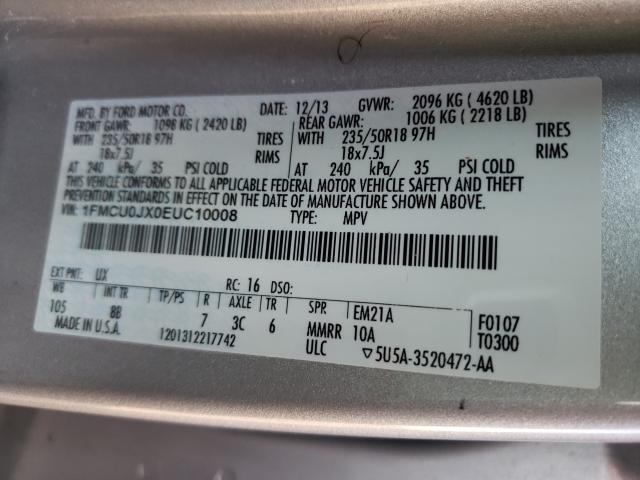 MFD. BY FORD MOTOR CO. DATE: 12/13 GVWR: 2096 KG (4620 LB)
FRONT GAWR: 1098 KG (2420 LB) REAR GAWR: 1006 KG (2218 LB)
WITH 235/50R18 97H TIRES WITH 235/50R18 97H TIRES
18x7.5J RIMS 18x7.5J RIMS
AT 240 kPa/ 35 PSI COLD AT 240 kPa/ 35 PSI COLD
THIS VEHICLE CONFORMS TO ALL APPLICABLE FEDERAL MOTOR VEHICLE SAFETY AND THEFT
PREVENTION STANDARDS IN EFFECT ON THE DATE OF MANUFACTURE SHOWN ABOVE.
VIN: 1FMCU0JX0EUC10008 TYPE: MPV
EXT PNT: UX RC: 16 DSO:
WB INT TR TP/PS R AXLE TR SPR EM21A F0107
105 88 7 3C 6 MMRR 10A T0300
MADE IN U.S.A. 1201312217742 ULC ▽5U5A-3520472-AA